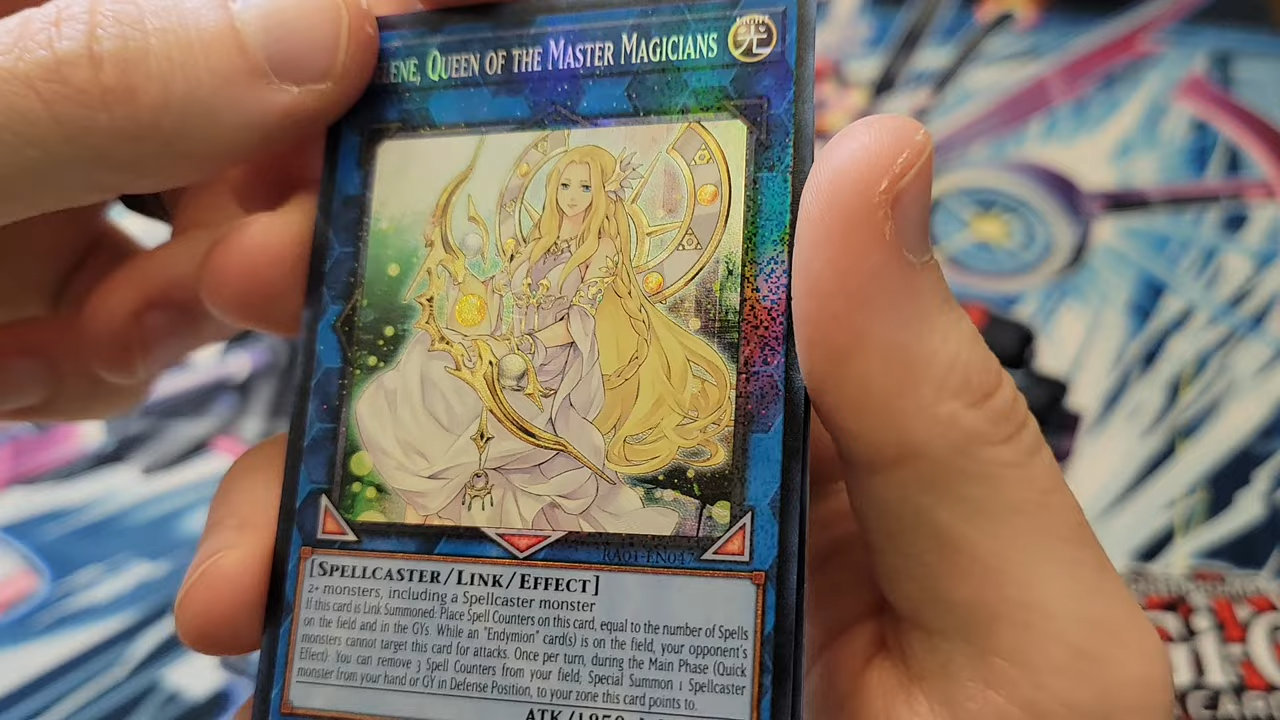 LENE, QUEEN OF THE MASTER MAGICIANS
LIGHT
光
RA01-EN047
[SPELLCASTER/LINK/EFFECT]
2+ monsters, including a Spellcaster monster
If this card is Link Summoned: Place Spell Counters on this card, equal to the number of Spells
on the field and in the GYs. While an "Endymion" card(s) is on the field, your opponent's
monsters cannot target this card for attacks. Once per turn, during the Main Phase (Quick
Effect): You can remove 3 Spell Counters from your field; Special Summon 1 Spellcaster
monster from your hand or GY in Defense Position, to your zone this card points to.
ATK/1850
CARD